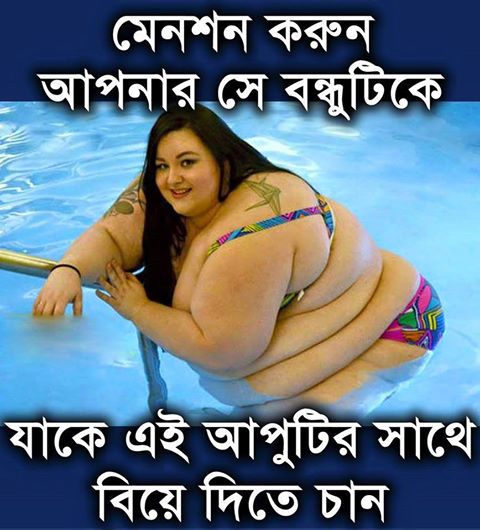 মেনশন করুন
আপনার সে বন্ধুটিকে
যাকে এই আপুটির সাথে
বিয়ে দিতে চান